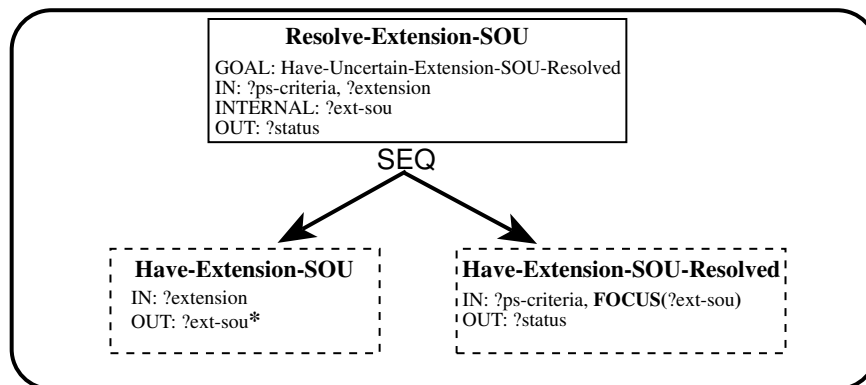 Resolve-Extension-SOU
GOAL: Have-Uncertain-Extension-SOU-Resolved
IN: ?ps-criteria, ?extension
INTERNAL: ?ext-sou
OUT: ?status
SEQ
Have-Extension-SOU
IN: ?extension
OUT: ?ext-sou*
Have-Extension-SOU-Resolved
IN: ?ps-criteria, FOCUS(?ext-sou)
OUT: ?status